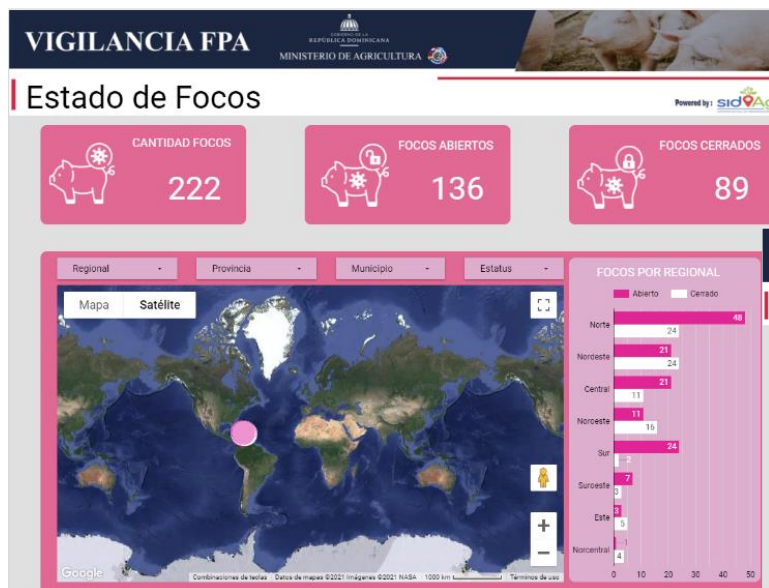 VIGILANCIA FPA
GOBIERNO DE LA
REPÚBLICA DOMINICANA
MINISTERIO DE AGRICULTURA
Estado de Focos
Powered by :
CANTIDAD FOCOS
222
FOCOS ABIERTOS
136
FOCOS CERRADOS
89
Regional
Provincia
Municipio
Estatus
Mapa
Satélite
Google
Combinaciones de teclas
Datos de mapas ©2021 Imágenes ©2021 NASA
1000 km
Términos de uso
FOCOS POR REGIONAL
Abierto
Cerrado
Norte
48
24
Nordeste
21
24
Central
21
11
Noroeste
11
16
Sur
24
2
Suroeste
7
3
Este
3
5
Norcentral
1
4
0 10 20 30 40 50